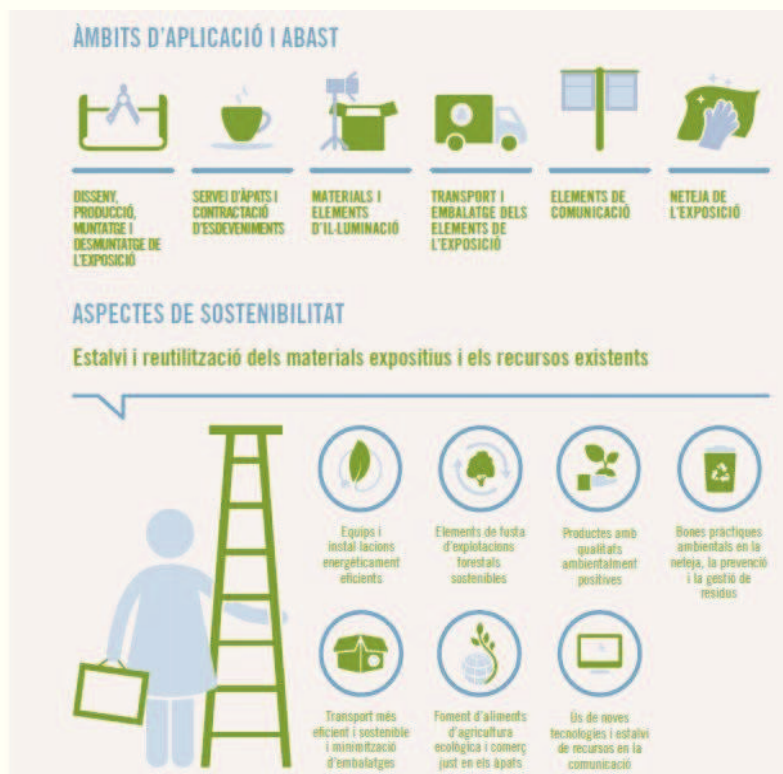 ÀMBITS D'APLICACIÓ I ABAST
DISSENY,
PRODUCCIÓ,
MUNTATGE I
DESMUNTATGE DE
L'EXPOSICIÓ
SERVEI D'ÀPATS I
CONTRACTACIÓ
D'ESDEVENIMENTS
MATERIALS I
ELEMENTS
D'IL·LUMINACIÓ
TRANSPORT I
EMBALATGE DELS
ELEMENTS DE
L'EXPOSICIÓ
ELEMENTS DE
COMUNICACIÓ
NETEJA DE
L'EXPOSICIÓ
ASPECTES DE SOSTENIBILITAT
Estalvi i reutilització dels materials expositius i els recursos existents
Equips i
instal lacions
energèticament
eficients
Elements de fusta
d'explotacions
forestals
sostenibles
Productes amb
qualitats
ambientalment
positives
Bones pràctiques
ambientals en la
neteja, la prevenció
i la gestió de
residus
Transport més
eficient i sostenible
i minimització
d'embalatges
Foment d'aliments
d'agricultura
ecològica i comerç
just en els àpats
Ús de noves
tecnologies i estalvi
de recursos en la
comunicació